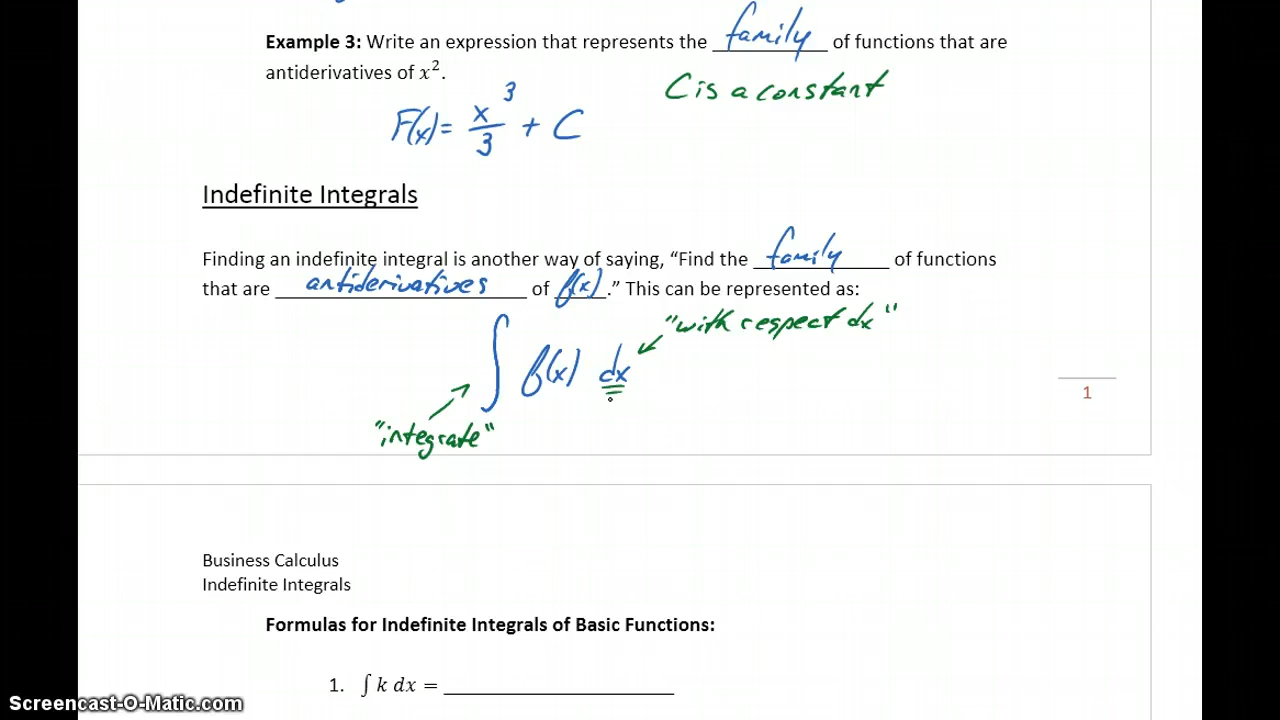 Example 3: Write an expression that represents the family of functions that are
antiderivatives of x².
C is a constant
F(x) = x³/3 + C
Indefinite Integrals
Finding an indefinite integral is another way of saying, “Find the family of functions
that are antiderivatives of f(x).” This can be represented as:
"with respect dx"
∫ f(x) dx
"integrate"
1
Business Calculus
Indefinite Integrals
Formulas for Indefinite Integrals of Basic Functions:
1. ∫ k dx = ____________________
Screencast-O-Matic.com